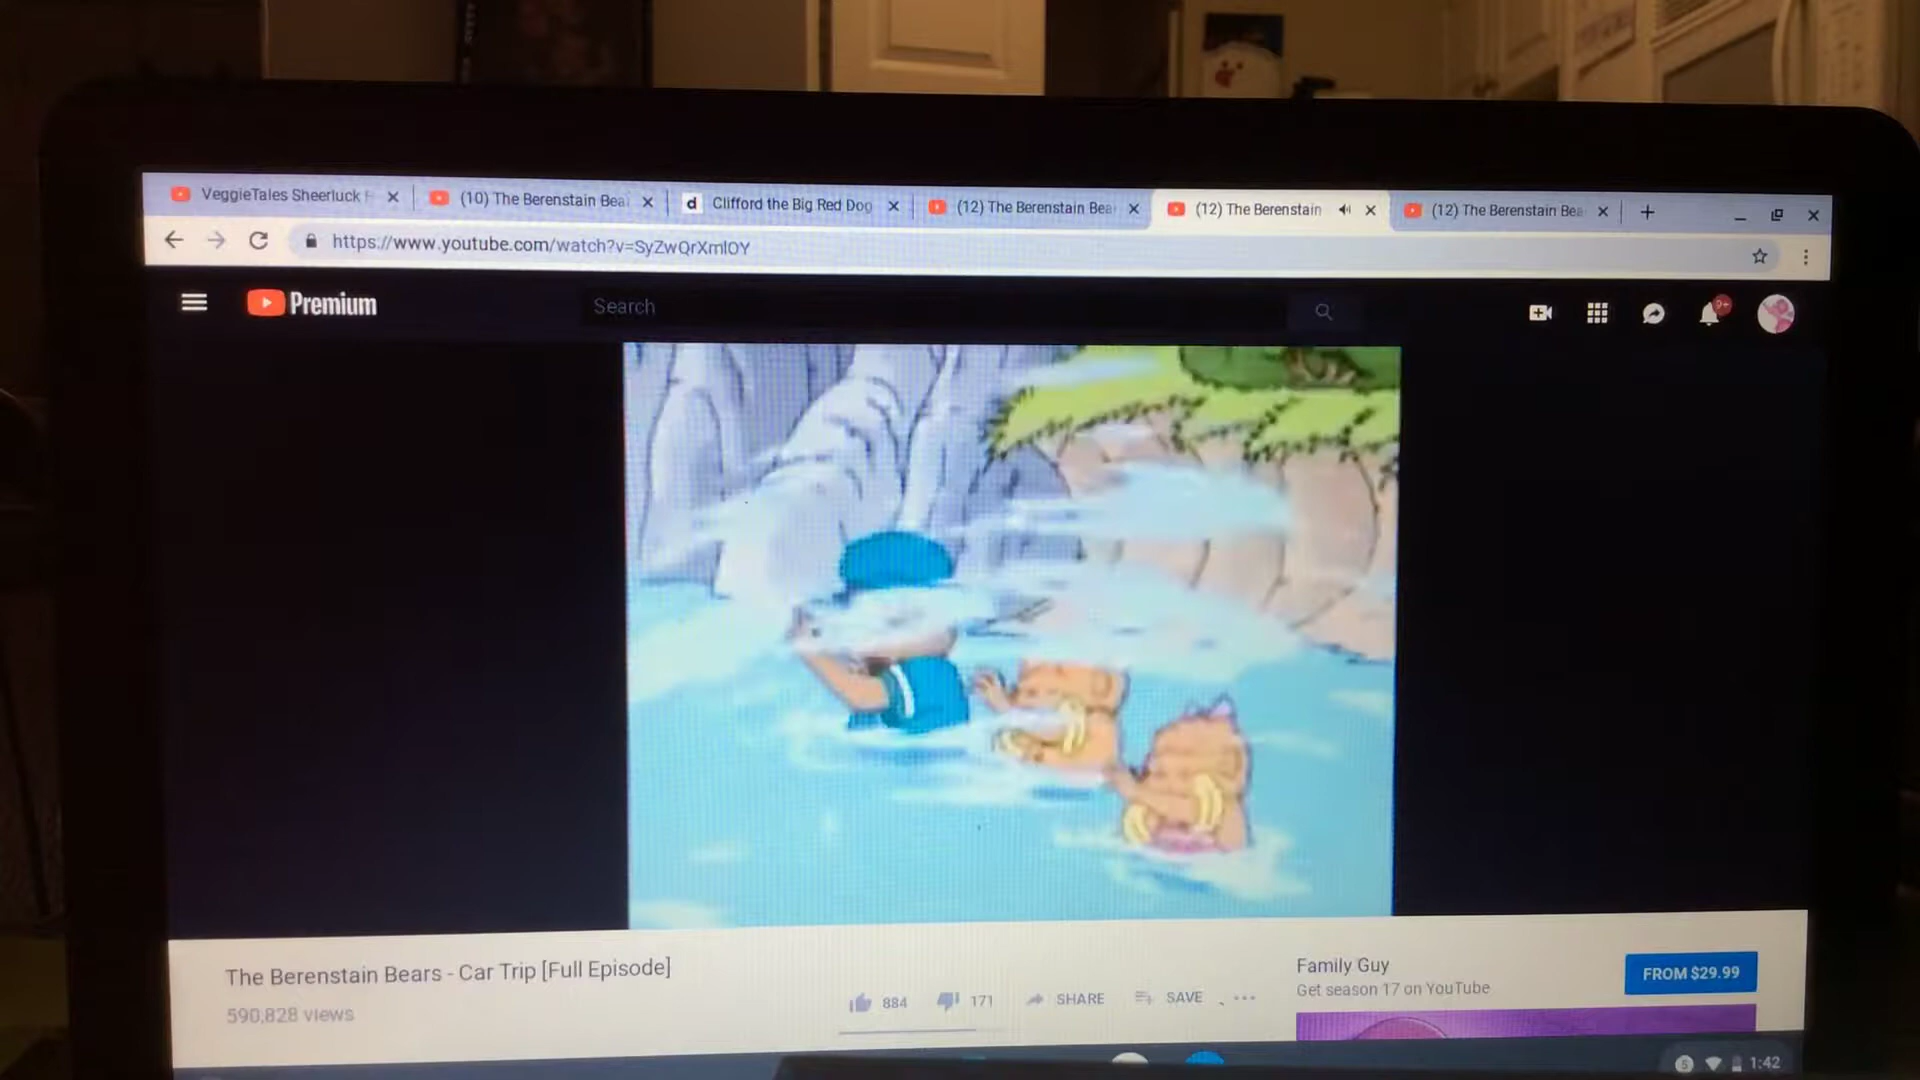 VeggieTales Sheerluck
(10) The Berenstain Bea
d
Clifford the Big Red Dog
(12) The Berenstain Bea
(12) The Berenstain
(12) The Berenstain Bea
https://www.youtube.com/watch?v=SyZwQrXmlOY
Premium
Search
9+
The Berenstain Bears - Car Trip [Full Episode]
590,828 views
884
171
SHARE
SAVE
Family Guy
Get season 17 on YouTube
FROM $29.99
5
1:42